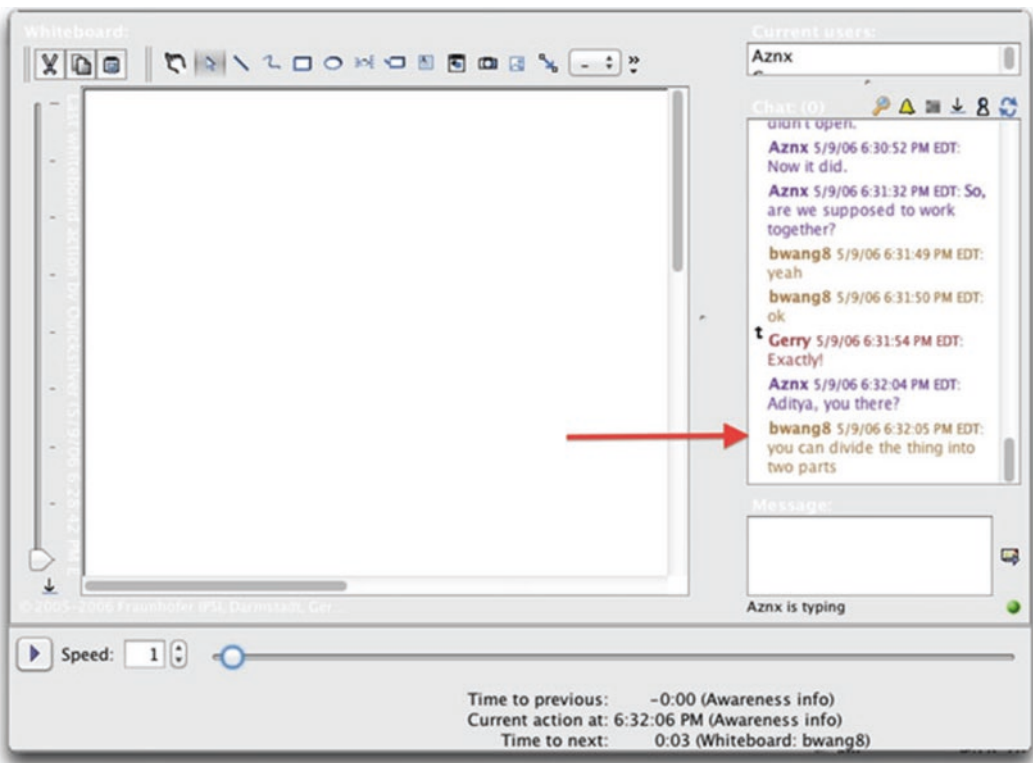 Whiteboard:
Current users:
Aznx
Chat: (0)
didn't open.
Aznx 5/9/06 6:30:52 PM EDT:
Now it did.
Aznx 5/9/06 6:31:32 PM EDT: So,
are we supposed to work
together?
bwang8 5/9/06 6:31:49 PM EDT:
yeah
bwang8 5/9/06 6:31:50 PM EDT:
ok
t Gerry 5/9/06 6:31:54 PM EDT:
Exactly!
Aznx 5/9/06 6:32:04 PM EDT:
Aditya, you there?
bwang8 5/9/06 6:32:05 PM EDT:
you can divide the thing into
two parts
Message:
Aznx is typing
© 2005-2006 Fraunhofer IPSI, Darmstadt, Ger...
Speed: 1
Time to previous: -0:00 (Awareness info)
Current action at: 6:32:06 PM (Awareness info)
Time to next: 0:03 (Whiteboard: bwang8)